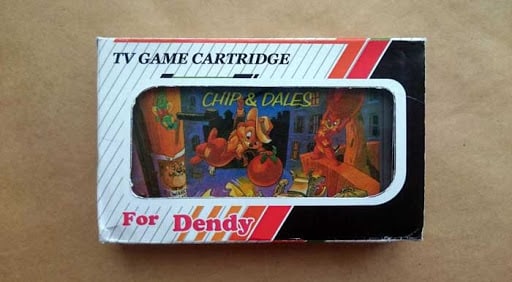 TV GAME CARTRIDGE
CHIP & DALES
For Dendy